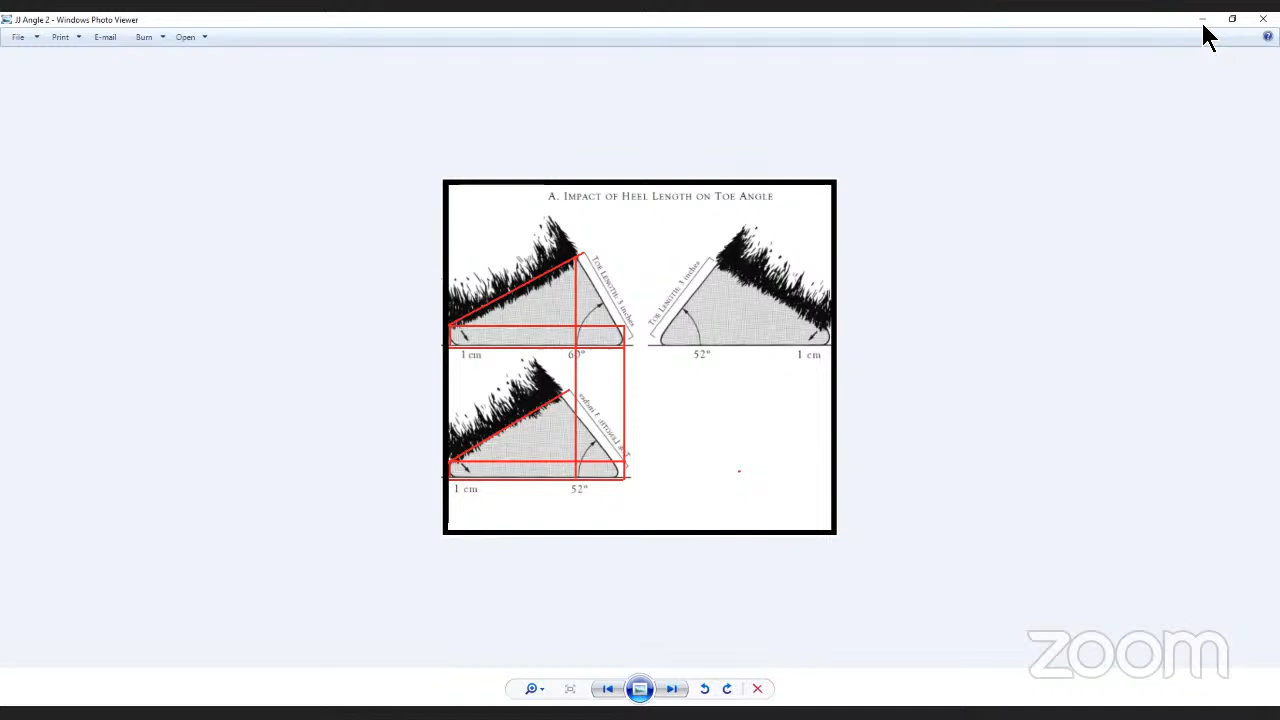 JJ Angle 2 - Windows Photo Viewer
File Print E-mail Burn Open
A. IMPACT OF HEEL LENGTH ON TOE ANGLE
TOE LENGTH: 3 inches
TOE LENGTH: 3 inches
1 cm 60°
52° 1 cm
1 cm 52°
zoom